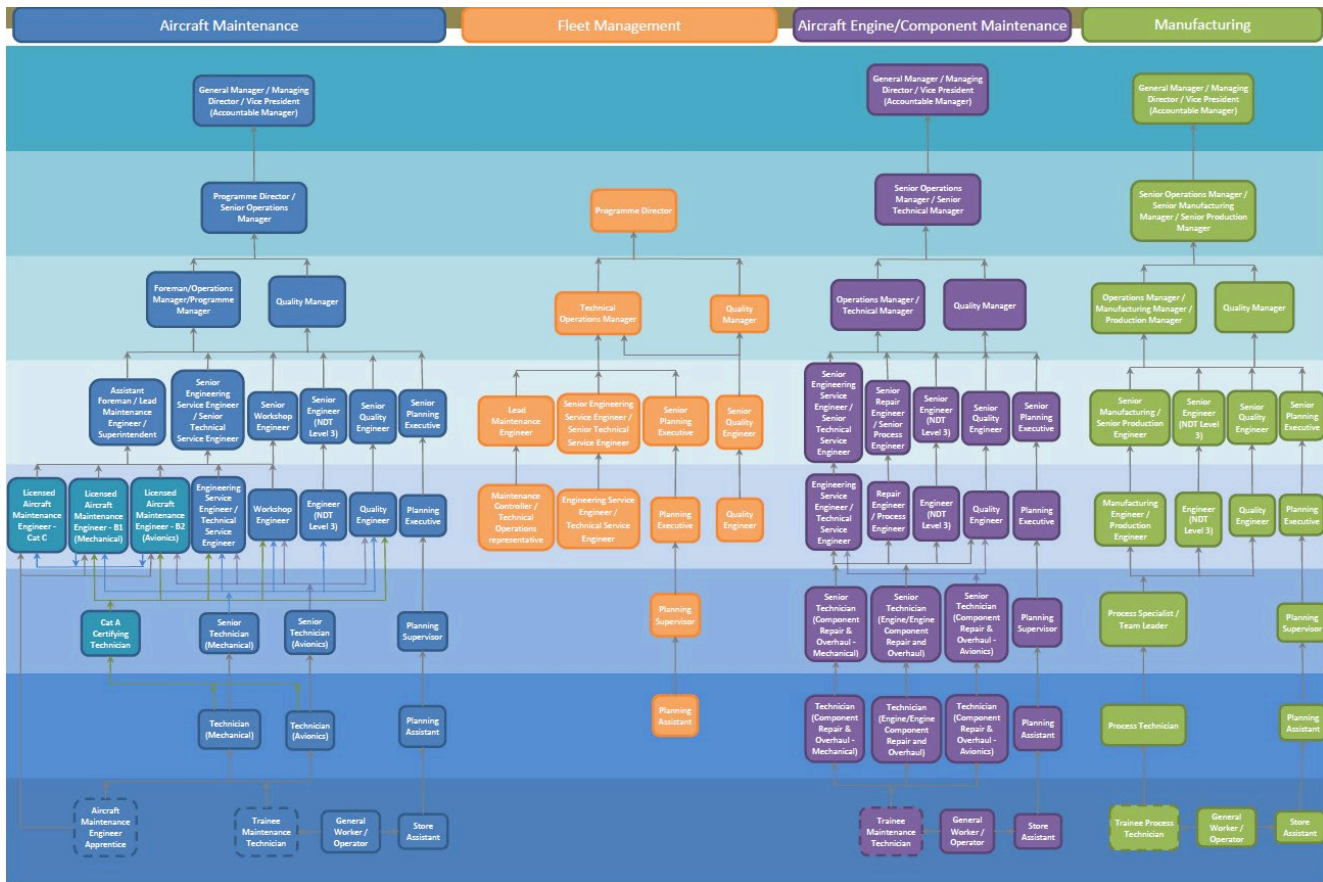 Aircraft Maintenance
Fleet Management
Aircraft Engine/Component Maintenance
Manufacturing
General Manager / Managing
Director / Vice President
(Accountable Manager)
General Manager / Managing
Director / Vice President
(Accountable Manager)
General Manager / Managing
Director / Vice President
(Accountable Manager)
Programme Director /
Senior Operations
Manager
Programme Director
Senior Operations
Manager / Senior
Technical Manager
Senior Operations Manager /
Senior Manufacturing
Manager / Senior Production
Manager
Foreman/Operations
Manager/Programme
Manager
Quality Manager
Technical
Operations Manager
Quality
Manager
Operations Manager /
Technical Manager
Quality Manager
Operations Manager /
Manufacturing Manager /
Production Manager
Quality Manager
Assistant
Foreman / Lead
Maintenance
Engineer /
Superintendent
Senior
Engineering
Service Engineer
/ Senior
Technical
Service Engineer
Senior
Workshop
Engineer
Senior
Engineer
(NDT
Level 3)
Senior
Quality
Engineer
Senior
Planning
Executive
Lead
Maintenance
Engineer
Senior Engineering
Service Engineer /
Senior Technical
Service Engineer
Senior
Planning
Executive
Senior
Quality
Engineer
Senior
Engineering
Service
Engineer /
Senior
Technical
Service
Engineer
Senior
Repair
Engineer
/ Senior
Process
Engineer
Senior
Engineer
(NDT
Level 3)
Senior
Quality
Engineer
Senior
Planning
Executive
Senior
Manufacturing /
Senior Production
Engineer
Senior
Engineer
(NDT Level
3)
Senior
Quality
Engineer
Senior
Planning
Executive
Licensed
Aircraft
Maintenance
Engineer -
Cat C
Licensed
Aircraft
Maintenance
Engineer - B1
(Mechanical)
Licensed
Aircraft
Maintenance
Engineer - B2
(Avionics)
Engineering
Service
Engineer /
Technical
Service
Engineer
Workshop
Engineer
Engineer
(NDT
Level 3)
Quality
Engineer
Planning
Executive
Maintenance
Controller /
Technical
Operations
representative
Engineering Service
Engineer /
Technical Service
Engineer
Planning
Executive
Quality
Engineer
Engineering
Service
Engineer /
Technical
Service
Engineer
Repair
Engineer
/ Process
Engineer
Engineer
(NDT
Level 3)
Quality
Engineer
Planning
Executive
Manufacturing
Engineer /
Production
Engineer
Engineer
(NDT
Level 3)
Quality
Engineer
Planning
Executive
Cat A
Certifying
Technician
Senior
Technician
(Mechanical)
Senior
Technician
(Avionics)
Planning
Supervisor
Planning
Supervisor
Senior
Technician
(Component
Repair &
Overhaul -
Mechanical)
Senior
Technician
(Engine/Engine
Component
Repair and
Overhaul)
Senior
Technician
(Component
Repair &
Overhaul -
Avionics)
Planning
Supervisor
Process Specialist /
Team Leader
Planning
Supervisor
Technician
(Mechanical)
Technician
(Avionics)
Planning
Assistant
Planning
Assistant
Technician
(Component
Repair &
Overhaul -
Mechanical)
Technician
(Engine/Engine
Component
Repair and
Overhaul)
Technician
(Component
Repair &
Overhaul -
Avionics)
Planning
Assistant
Process Technician
Planning
Assistant
Aircraft
Maintenance
Engineer
Apprentice
Trainee
Maintenance
Technician
General
Worker /
Operator
Store
Assistant
Trainee
Maintenance
Technician
General
Worker /
Operator
Store
Assistant
Trainee Process
Technician
General
Worker /
Operator
Store
Assistant